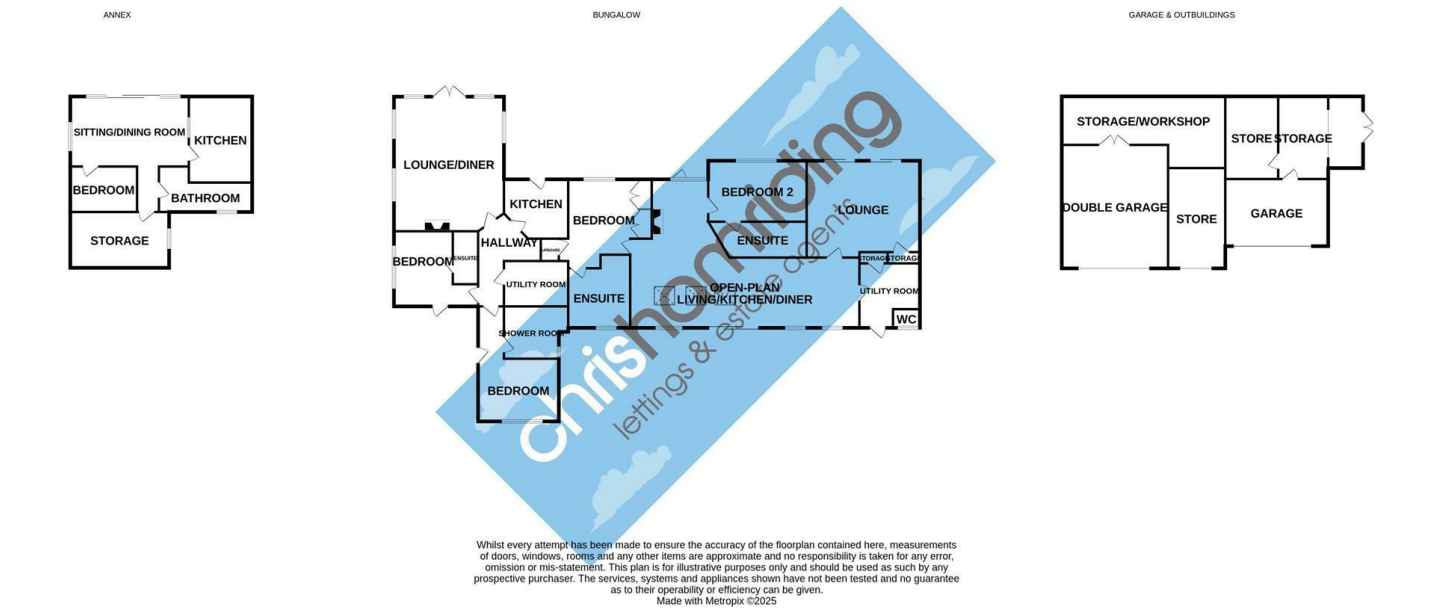 ANNEX
BUNGALOW
GARAGE & OUTBUILDINGS
SITTING/DINING ROOM
KITCHEN
BEDROOM
BATHROOM
STORAGE
LOUNGE/DINER
KITCHEN
BEDROOM
HALLWAY
CUPBOARD
BEDROOM
ENSUITE
UTILITY ROOM
ENSUITE
SHOWER ROOM
BEDROOM
BEDROOM 2
LOUNGE
ENSUITE
STORAGE
STORAGE
OPEN-PLAN
LIVING/KITCHEN/DINER
UTILITY ROOM
WC
STORAGE/WORKSHOP
STORE
STORAGE
DOUBLE GARAGE
STORE
GARAGE
chrishamriding
lettings & estate agents
Whilst every attempt has been made to ensure the accuracy of the floorplan contained here, measurements
of doors, windows, rooms and any other items are approximate and no responsibility is taken for any error,
omission or mis-statement. This plan is for illustrative purposes only and should be used as such by any
prospective purchaser. The services, systems and appliances shown have not been tested and no guarantee
as to their operability or efficiency can be given.
Made with Metropix ©2025